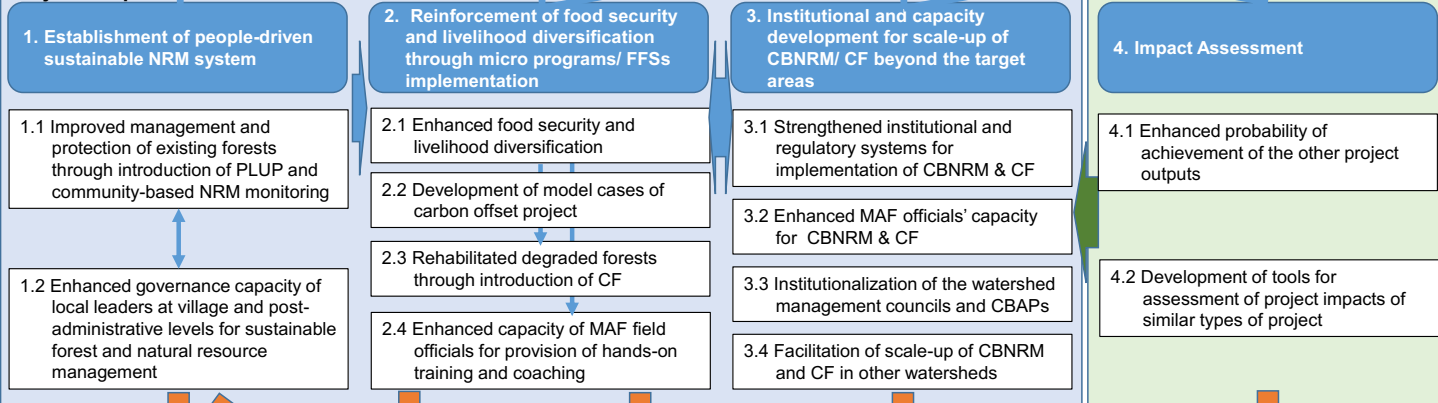 1. Establishment of people-driven
sustainable NRM system
1.1 Improved management and
protection of existing forests
through introduction of PLUP and
community-based NRM monitoring
1.2 Enhanced governance capacity of
local leaders at village and post-
administrative levels for sustainable
forest and natural resource
management
2. Reinforcement of food security
and livelihood diversification
through micro programs/ FFSs
implementation
2.1 Enhanced food security and
livelihood diversification
2.2 Development of model cases of
carbon offset project
2.3 Rehabilitated degraded forests
through introduction of CF
2.4 Enhanced capacity of MAF field
officials for provision of hands-on
training and coaching
3. Institutional and capacity
development for scale-up of
CBNRM/ CF beyond the target
areas
3.1 Strengthened institutional and
regulatory systems for
implementation of CBNRM & CF
3.2 Enhanced MAF officials’ capacity
for CBNRM & CF
3.3 Institutionalization of the watershed
management councils and CBAPs
3.4 Facilitation of scale-up of CBNRM
and CF in other watersheds
4. Impact Assessment
4.1 Enhanced probability of
achievement of the other project
outputs
4.2 Development of tools for
assessment of project impacts of
similar types of project